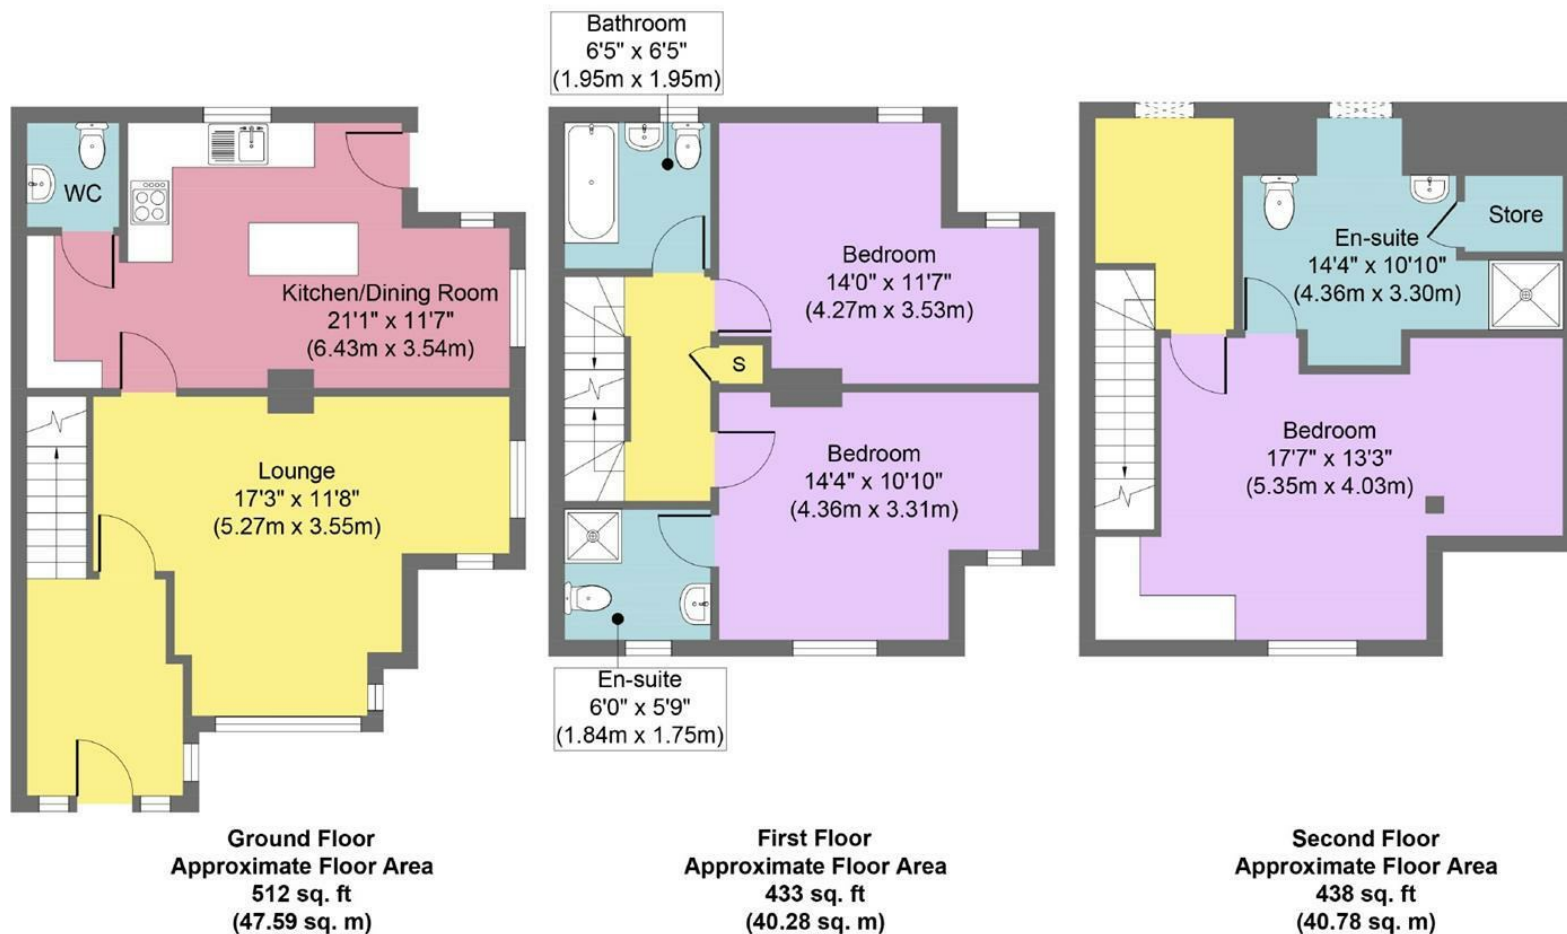 Bathroom
6'5" x 6'5"
(1.95m x 1.95m)
WC
Kitchen/Dining Room
21'1" x 11'7"
(6.43m x 3.54m)
Lounge
17'3" x 11'8"
(5.27m x 3.55m)
Bedroom
14'0" x 11'7"
(4.27m x 3.53m)
S
Bedroom
14'4" x 10'10"
(4.36m x 3.31m)
En-suite
6'0" x 5'9"
(1.84m x 1.75m)
Store
En-suite
14'4" x 10'10"
(4.36m x 3.30m)
Bedroom
17'7" x 13'3"
(5.35m x 4.03m)
Ground Floor
Approximate Floor Area
512 sq. ft
(47.59 sq. m)
First Floor
Approximate Floor Area
433 sq. ft
(40.28 sq. m)
Second Floor
Approximate Floor Area
438 sq. ft
(40.78 sq. m)